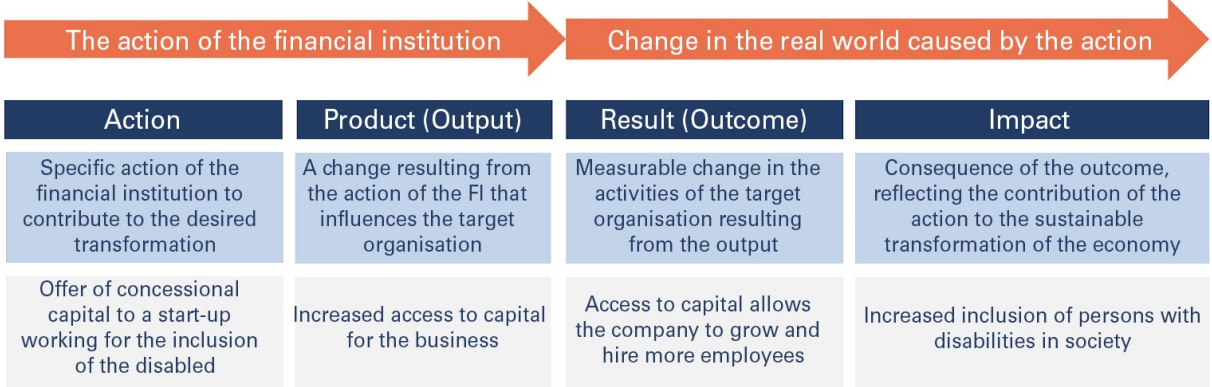 The action of the financial institution
Change in the real world caused by the action
Action
Product (Output)
Result (Outcome)
Impact
Specific action of the
financial institution to
contribute to the desired
transformation
A change resulting from
the action of the FI that
influences the target
organisation
Measurable change in the
activities of the target
organisation resulting
from the output
Consequence of the outcome,
reflecting the contribution of the
action to the sustainable
transformation of the economy
Offer of concessional
capital to a start-up
working for the inclusion
of the disabled
Increased access to capital
for the business
Access to capital allows
the company to grow and
hire more employees
Increased inclusion of persons with
disabilities in society